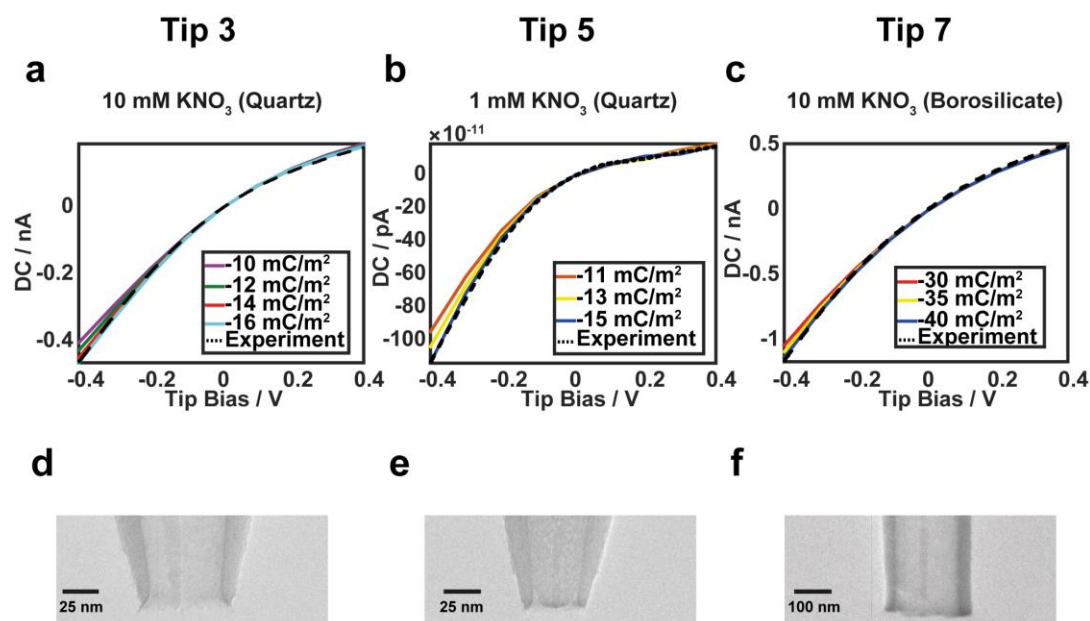 Tip 3
Tip 5
Tip 7
a
b
c
10 mM KNO₃ (Quartz)
1 mM KNO₃ (Quartz)
10 mM KNO₃ (Borosilicate)
DC / nA
0
-0.2
-0.4
-10 mC/m²
-12 mC/m²
-14 mC/m²
-16 mC/m²
Experiment
-0.4 -0.2 0 0.2 0.4
Tip Bias / V
×10⁻¹¹
DC / pA
0
-20
-40
-60
-80
-100
-11 mC/m²
-13 mC/m²
-15 mC/m²
Experiment
-0.4 -0.2 0 0.2 0.4
Tip Bias / V
DC / nA
0.5
0
-0.5
-1
-30 mC/m²
-35 mC/m²
-40 mC/m²
Experiment
-0.4 -0.2 0 0.2 0.4
Tip Bias / V
d
e
f
25 nm
25 nm
100 nm